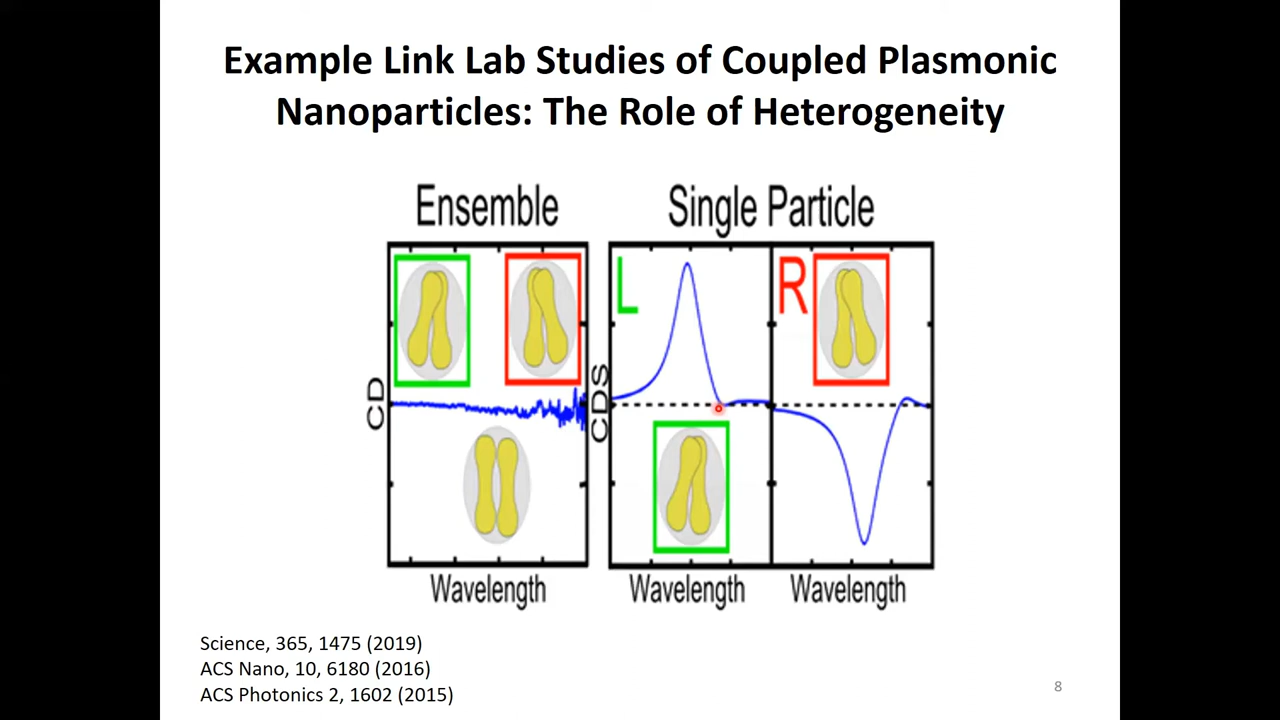 Example Link Lab Studies of Coupled Plasmonic
Nanoparticles: The Role of Heterogeneity
Ensemble
Single Particle
L
R
CD
CDS
Wavelength
Wavelength
Wavelength
Science, 365, 1475 (2019)
ACS Nano, 10, 6180 (2016)
ACS Photonics 2, 1602 (2015)
8